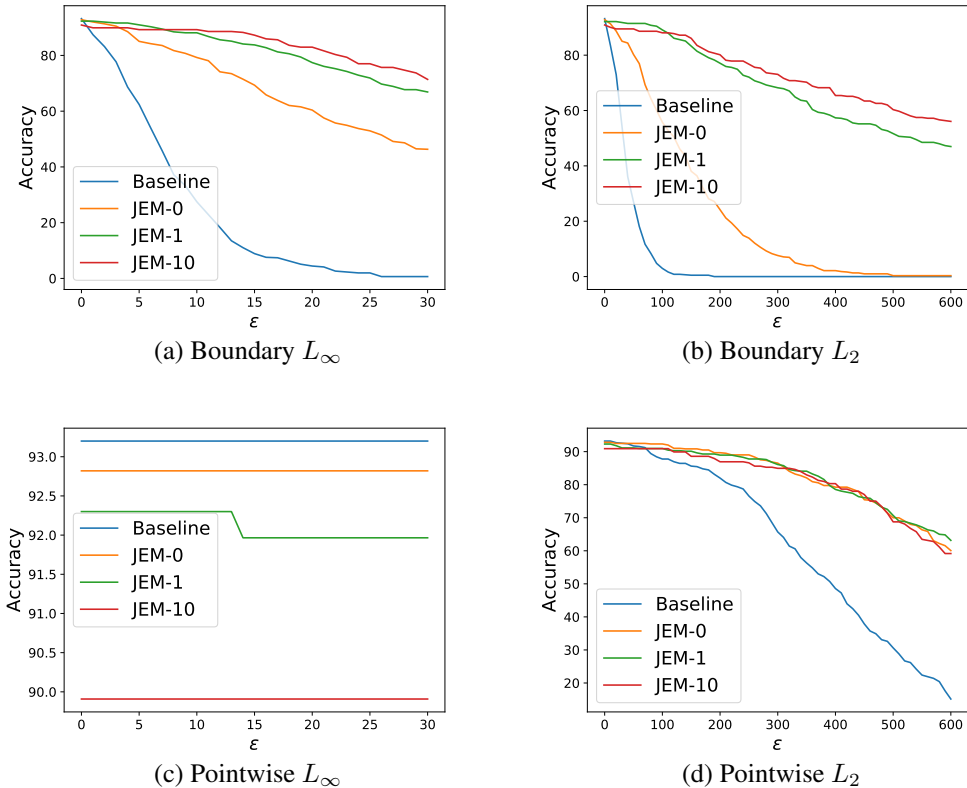 80
60
40
20
0
Accuracy
Baseline
JEM-0
JEM-1
JEM-10
0 5 10 15 20 25 30
ε
(a) Boundary L∞
80
60
40
20
0
Accuracy
Baseline
JEM-0
JEM-1
JEM-10
0 100 200 300 400 500 600
ε
(b) Boundary L2
93.0
92.5
92.0
91.5
91.0
90.5
90.0
Accuracy
Baseline
JEM-0
JEM-1
JEM-10
0 5 10 15 20 25 30
ε
(c) Pointwise L∞
90
80
70
60
50
40
30
20
Accuracy
Baseline
JEM-0
JEM-1
JEM-10
0 100 200 300 400 500 600
ε
(d) Pointwise L2